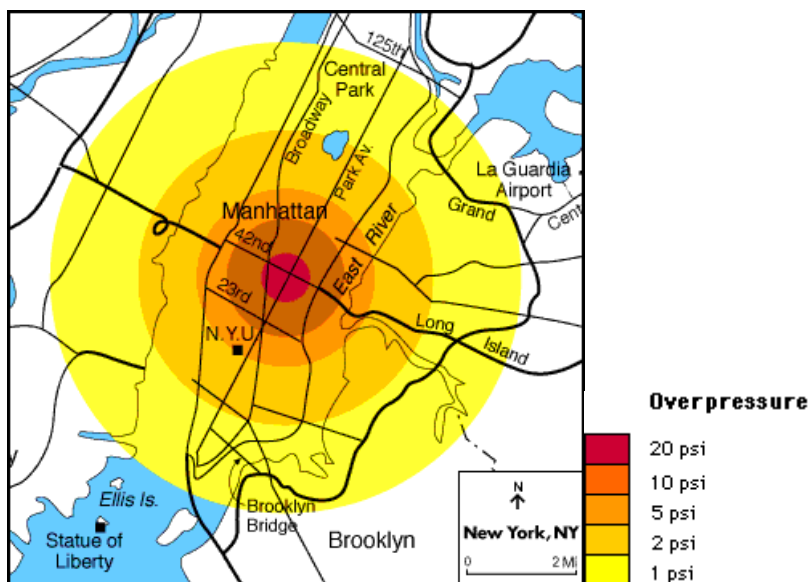 125th
Central
Park
Broadway
Park Av.
La Guardia
Airport
Grand
Cent
Manhattan
42nd
East River
23rd
N.Y.U
Long
Island
Overpressure
20 psi
10 psi
5 psi
2 psi
1 psi
Ellis Is.
Statue of
Liberty
Brooklyn
Bridge
Brooklyn
N
New York, NY
0 2 Mi